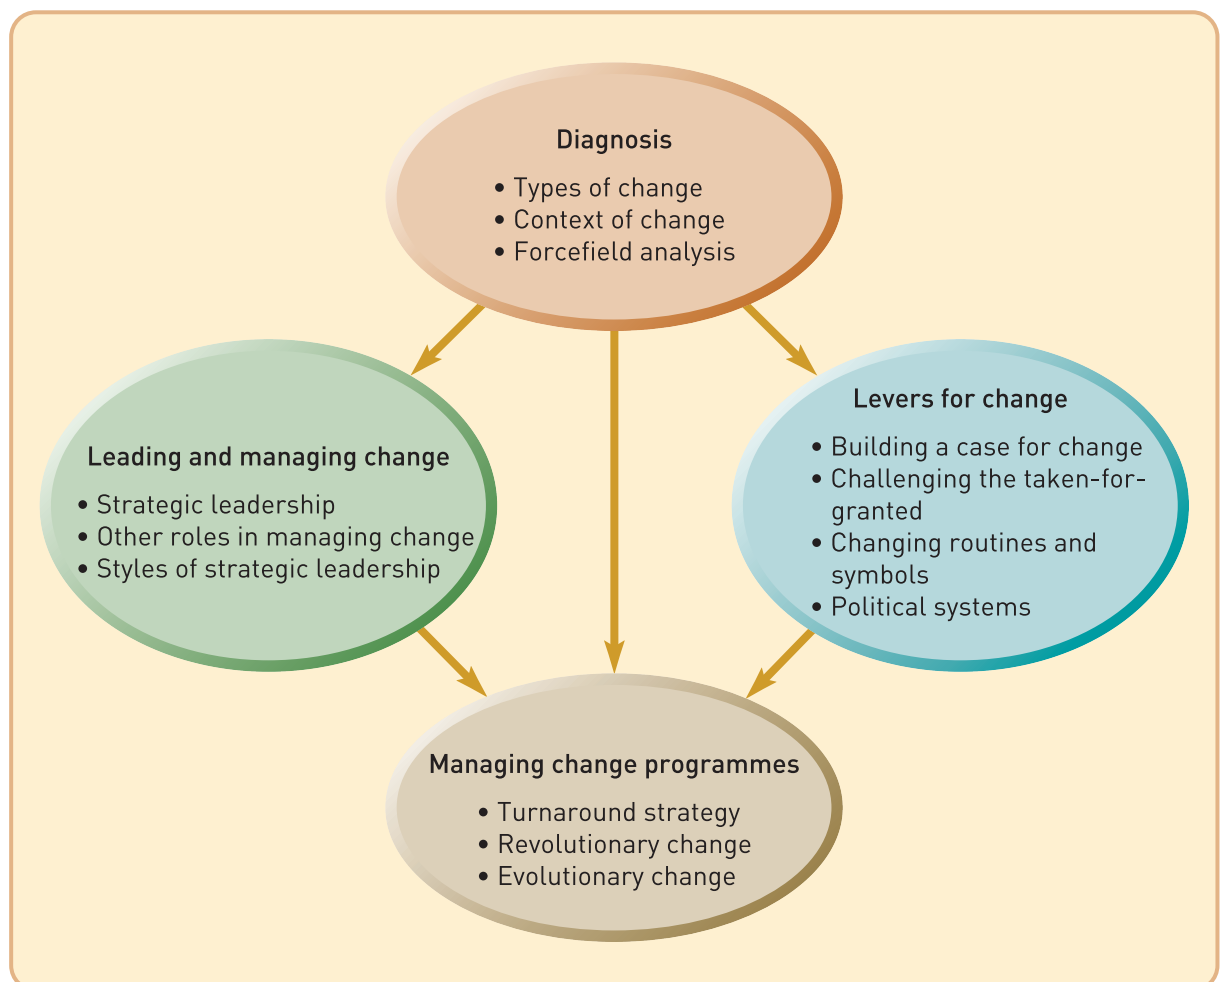 Diagnosis
• Types of change
• Context of change
• Forcefield analysis
Leading and managing change
• Strategic leadership
• Other roles in managing change
• Styles of strategic leadership
Levers for change
• Building a case for change
• Challenging the taken-for-
granted
• Changing routines and
symbols
• Political systems
Managing change programmes
• Turnaround strategy
• Revolutionary change
• Evolutionary change